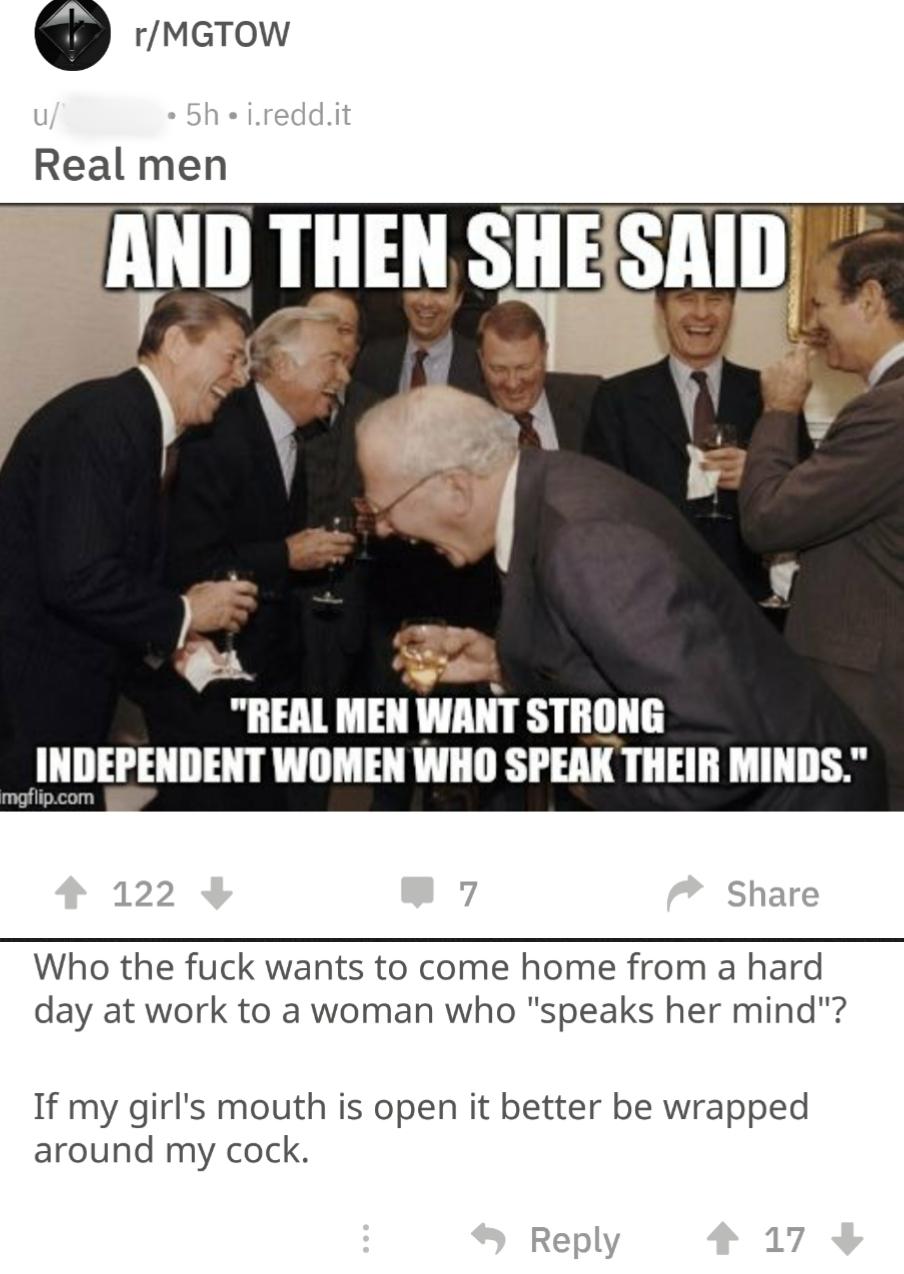 r/MGTOW
u/ • 5h • i.redd.it
Real men
AND THEN SHE SAID
"REAL MEN WANT STRONG
INDEPENDENT WOMEN WHO SPEAK THEIR MINDS."
imgflip.com
122
7
Share
Who the fuck wants to come home from a hard
day at work to a woman who "speaks her mind"?
If my girl's mouth is open it better be wrapped
around my cock.
Reply
17